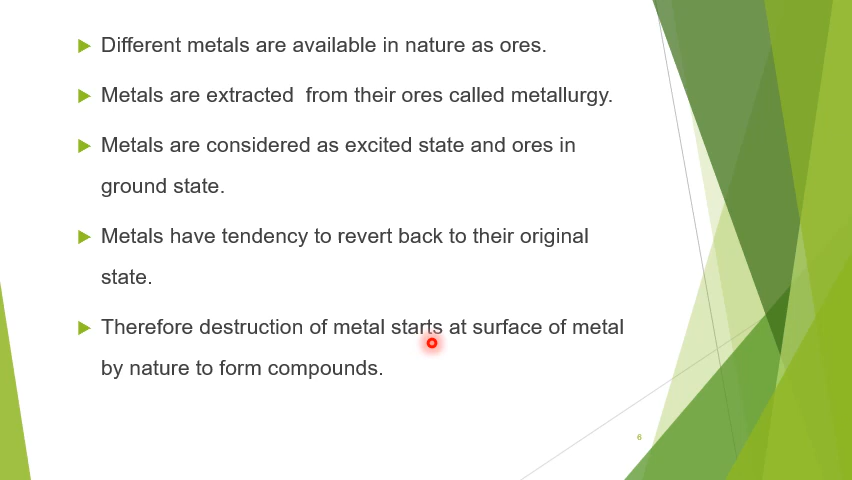 Different metals are available in nature as ores.
Metals are extracted  from their ores called metallurgy.
Metals are considered as excited state and ores in
ground state.
Metals have tendency to revert back to their original
state.
Therefore destruction of metal starts at surface of metal
by nature to form compounds.
6